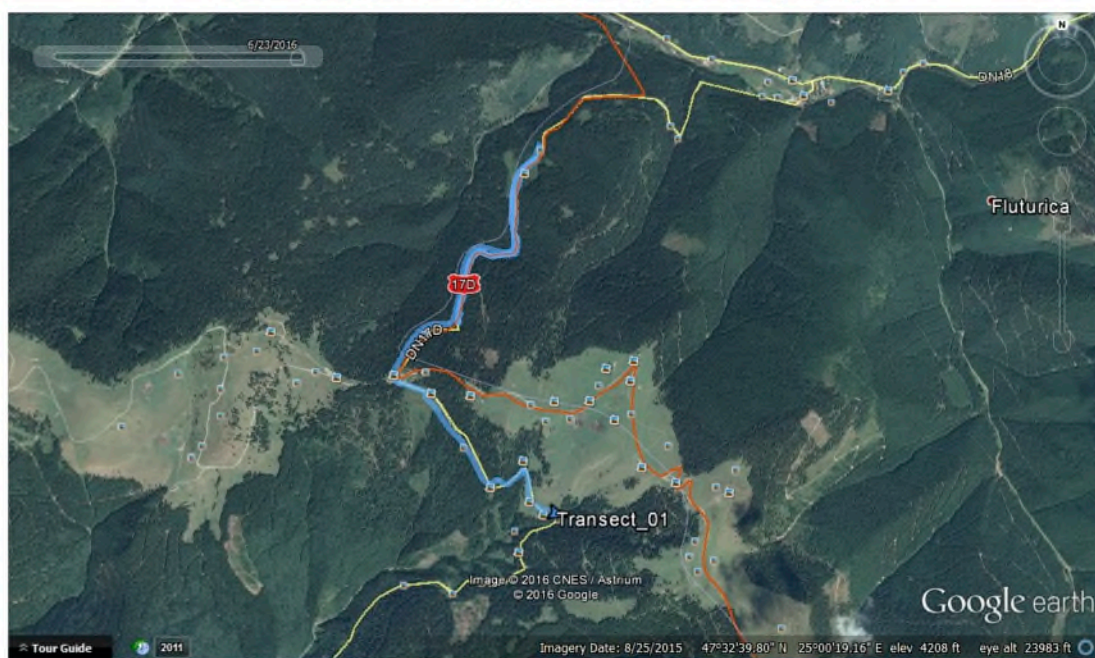 6/23/2016
N
DN18
Fluturica
17D
DN17D
Transect_01
Image © 2016 CNES / Astrium
© 2016 Google
Google earth
Tour Guide
2011
Imagery Date: 8/25/2015 47°32'39.80" N 25°00'19.16" E elev 4208 ft eye alt 23983 ft